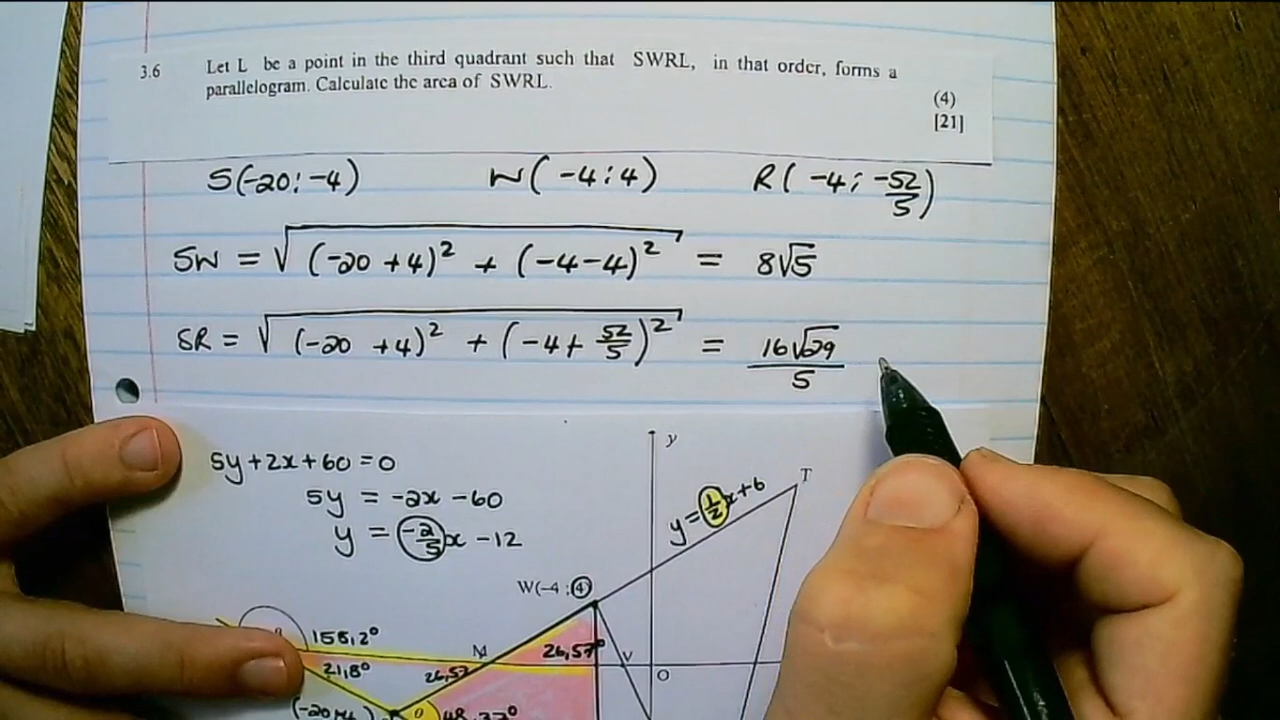 3.6 Let L be a point in the third quadrant such that SWRL, in that order, forms a
parallelogram. Calculate the area of SWRL.
(4)
[21]
S(-20;-4) W(-4;4) R(-4;-52/5)
SW = √(-20+4)² + (-4-4)² = 8√5
SR = √(-20+4)² + (-4+52/5)² = 16√29/5
5y+2x+60=0
5y = -2x-60
y = -2/5x-12
y
T
y=1/2x+6
W(-4;4)
158,2°
M
26,57°
V
21,8°
26,57
O
48,37°